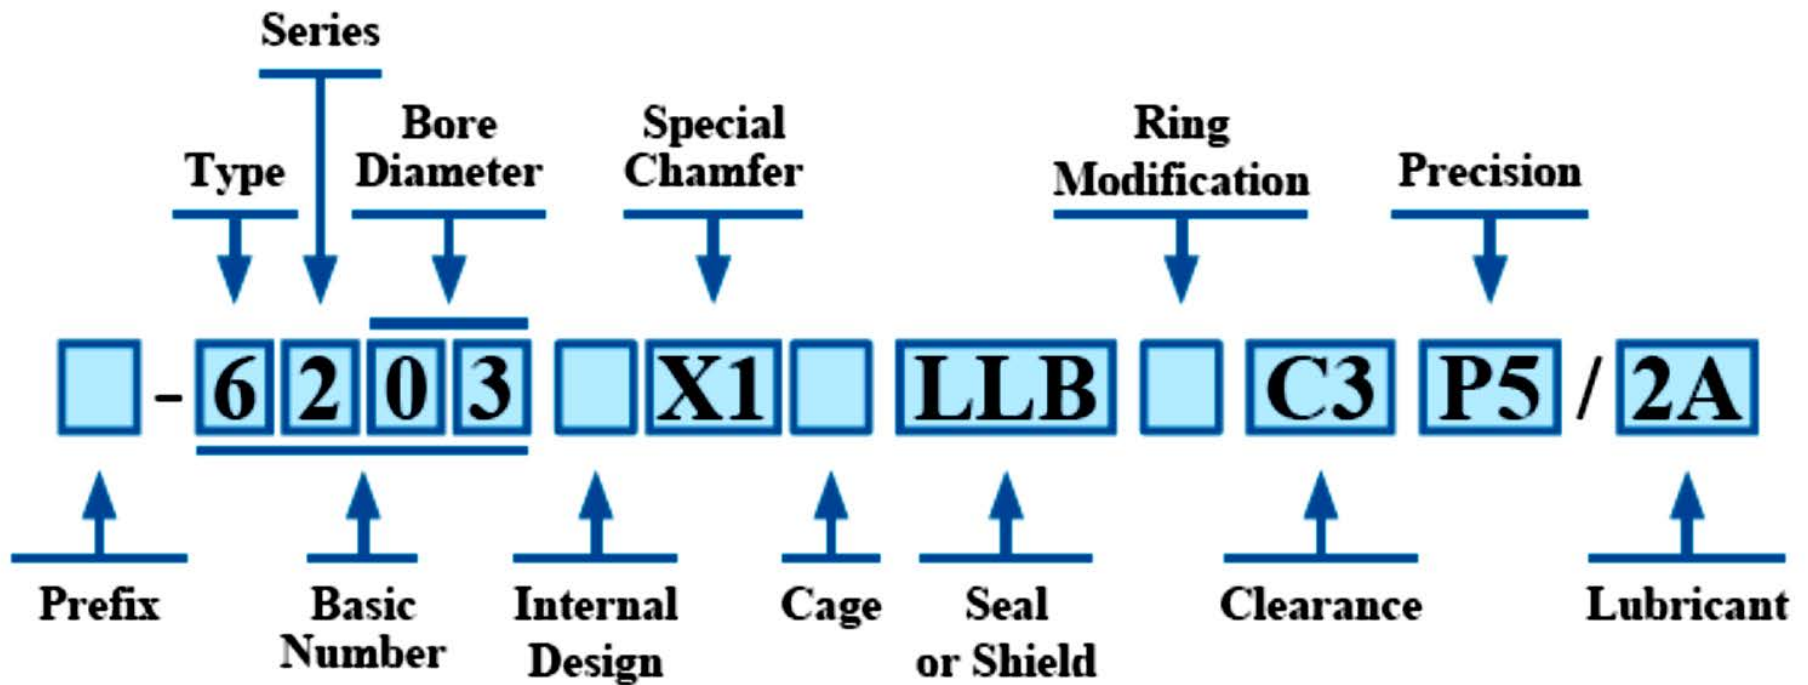 Series
Bore
Diameter
Special
Chamfer
Ring
Modification
Type
Precision
- 6 2 0 3 X1 LLB C3 P5 / 2A
Prefix
Basic
Number
Internal
Design
Cage
Seal
or Shield
Clearance
Lubricant